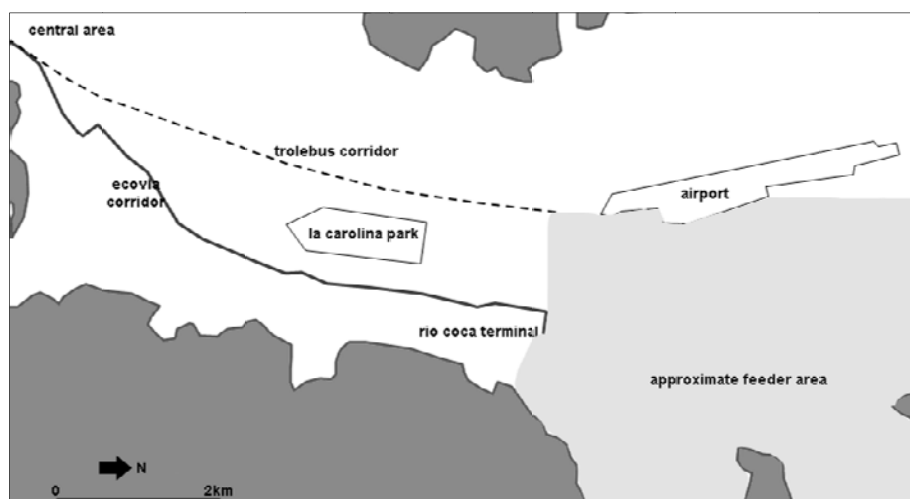 central area
trolebus corridor
ecovia
corridor
airport
la carolina park
rio coca terminal
approximate feeder area
N
0 2km